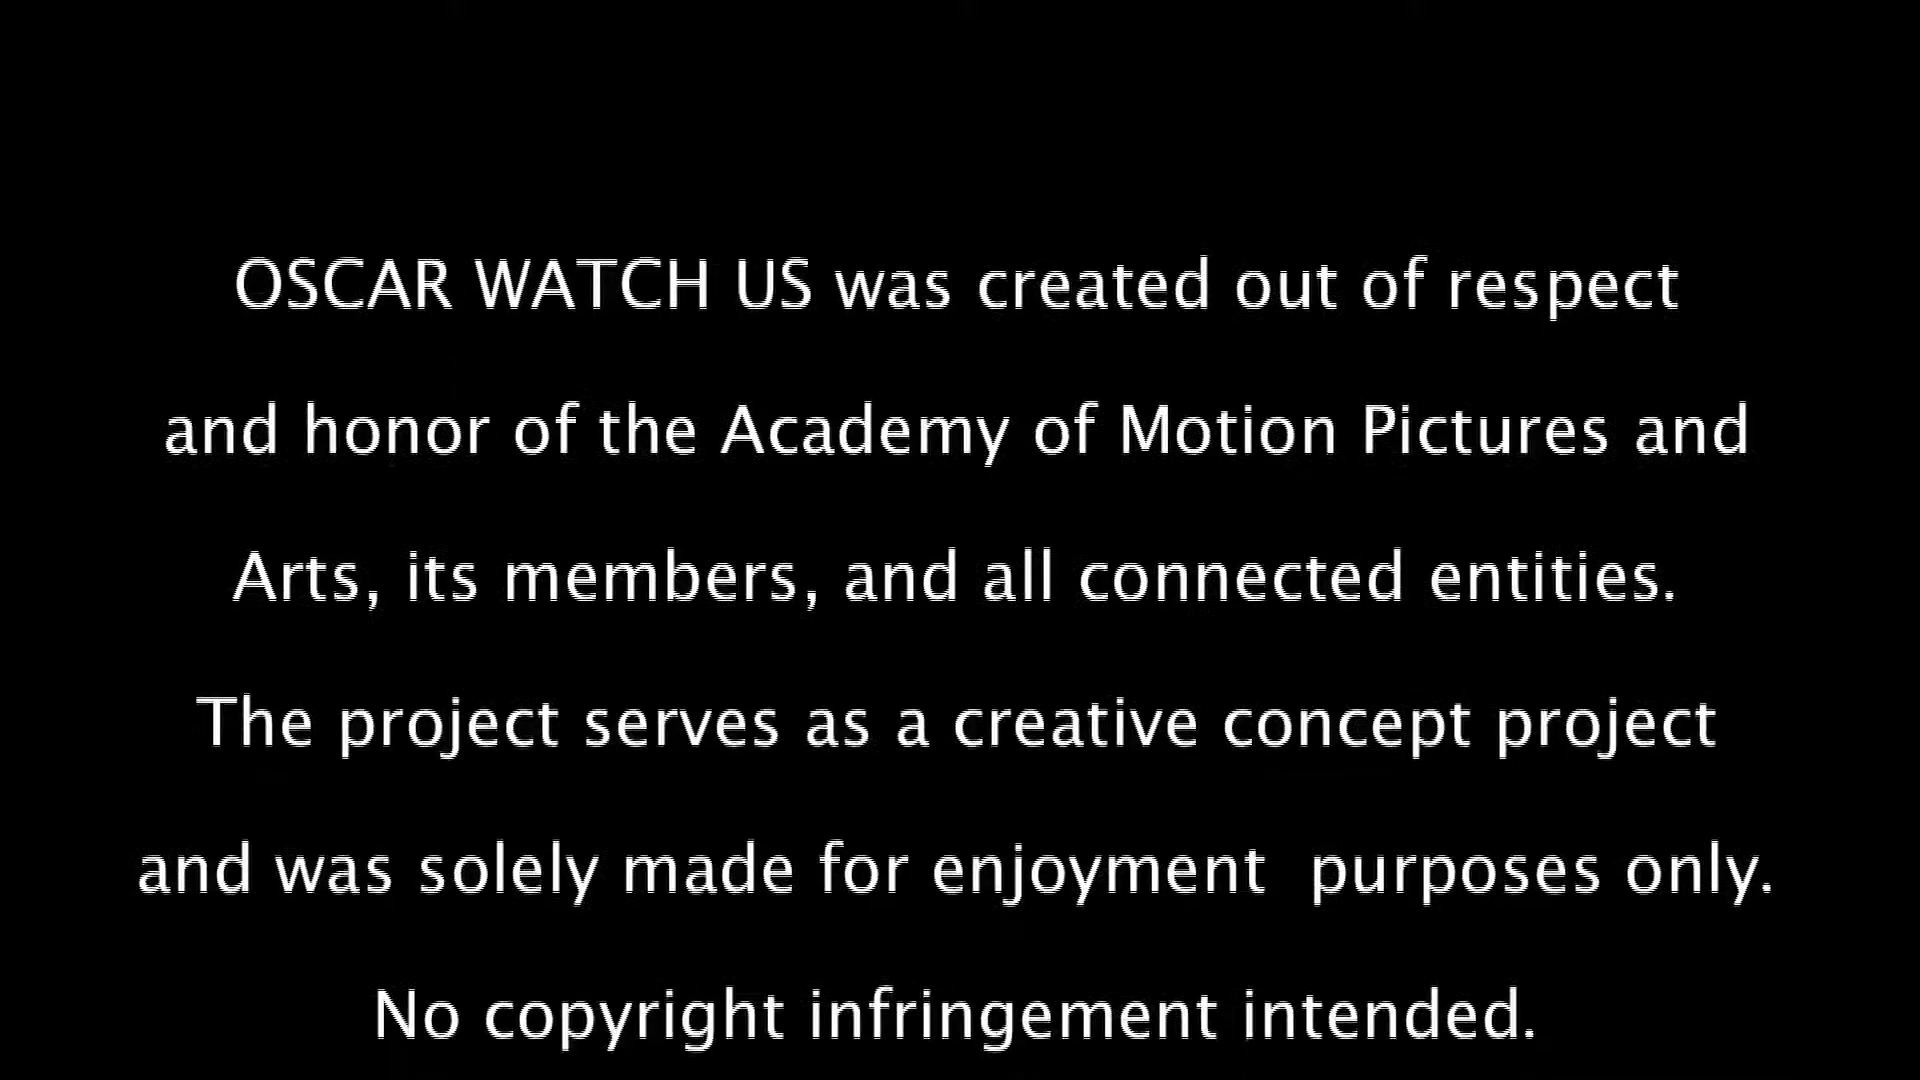 OSCAR WATCH US was created out of respect
and honor of the Academy of Motion Pictures and
Arts, its members, and all connected entities.
The project serves as a creative concept project
and was solely made for enjoyment  purposes only.
No copyright infringement intended.